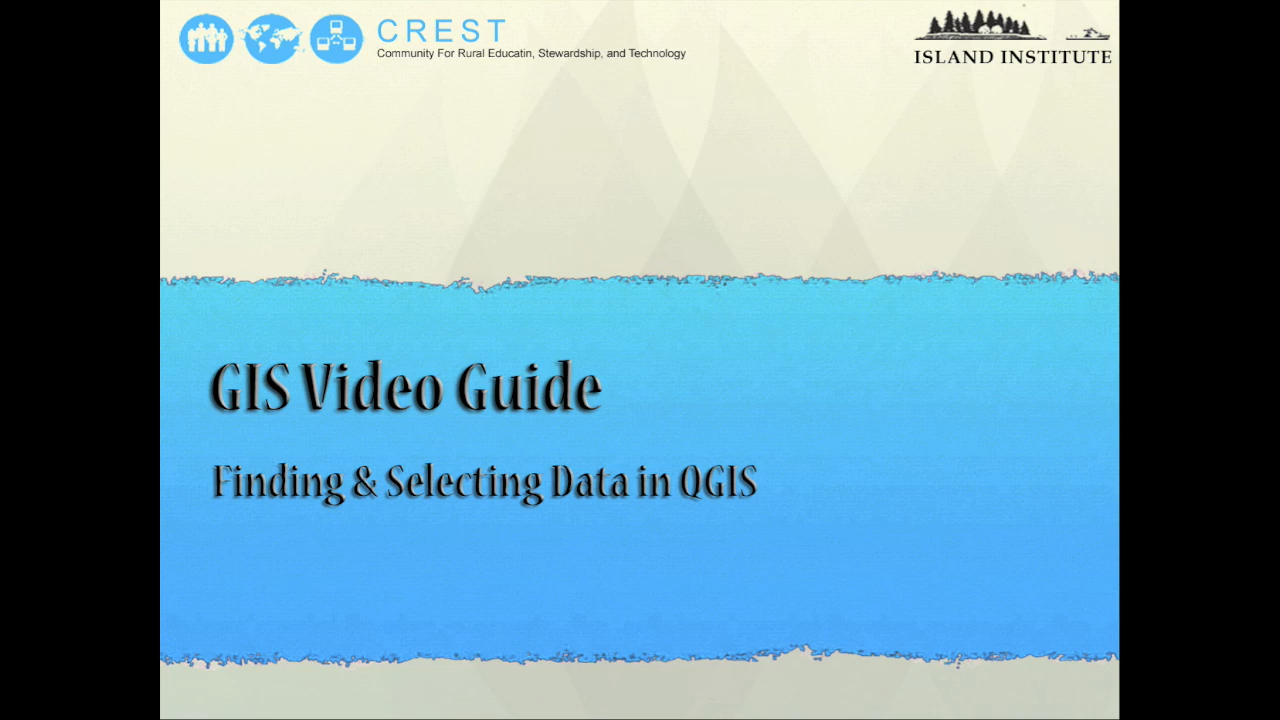 CREST
Community For Rural Educatin, Stewardship, and Technology
ISLAND INSTITUTE
GIS Video Guide
Finding & Selecting Data in QGIS